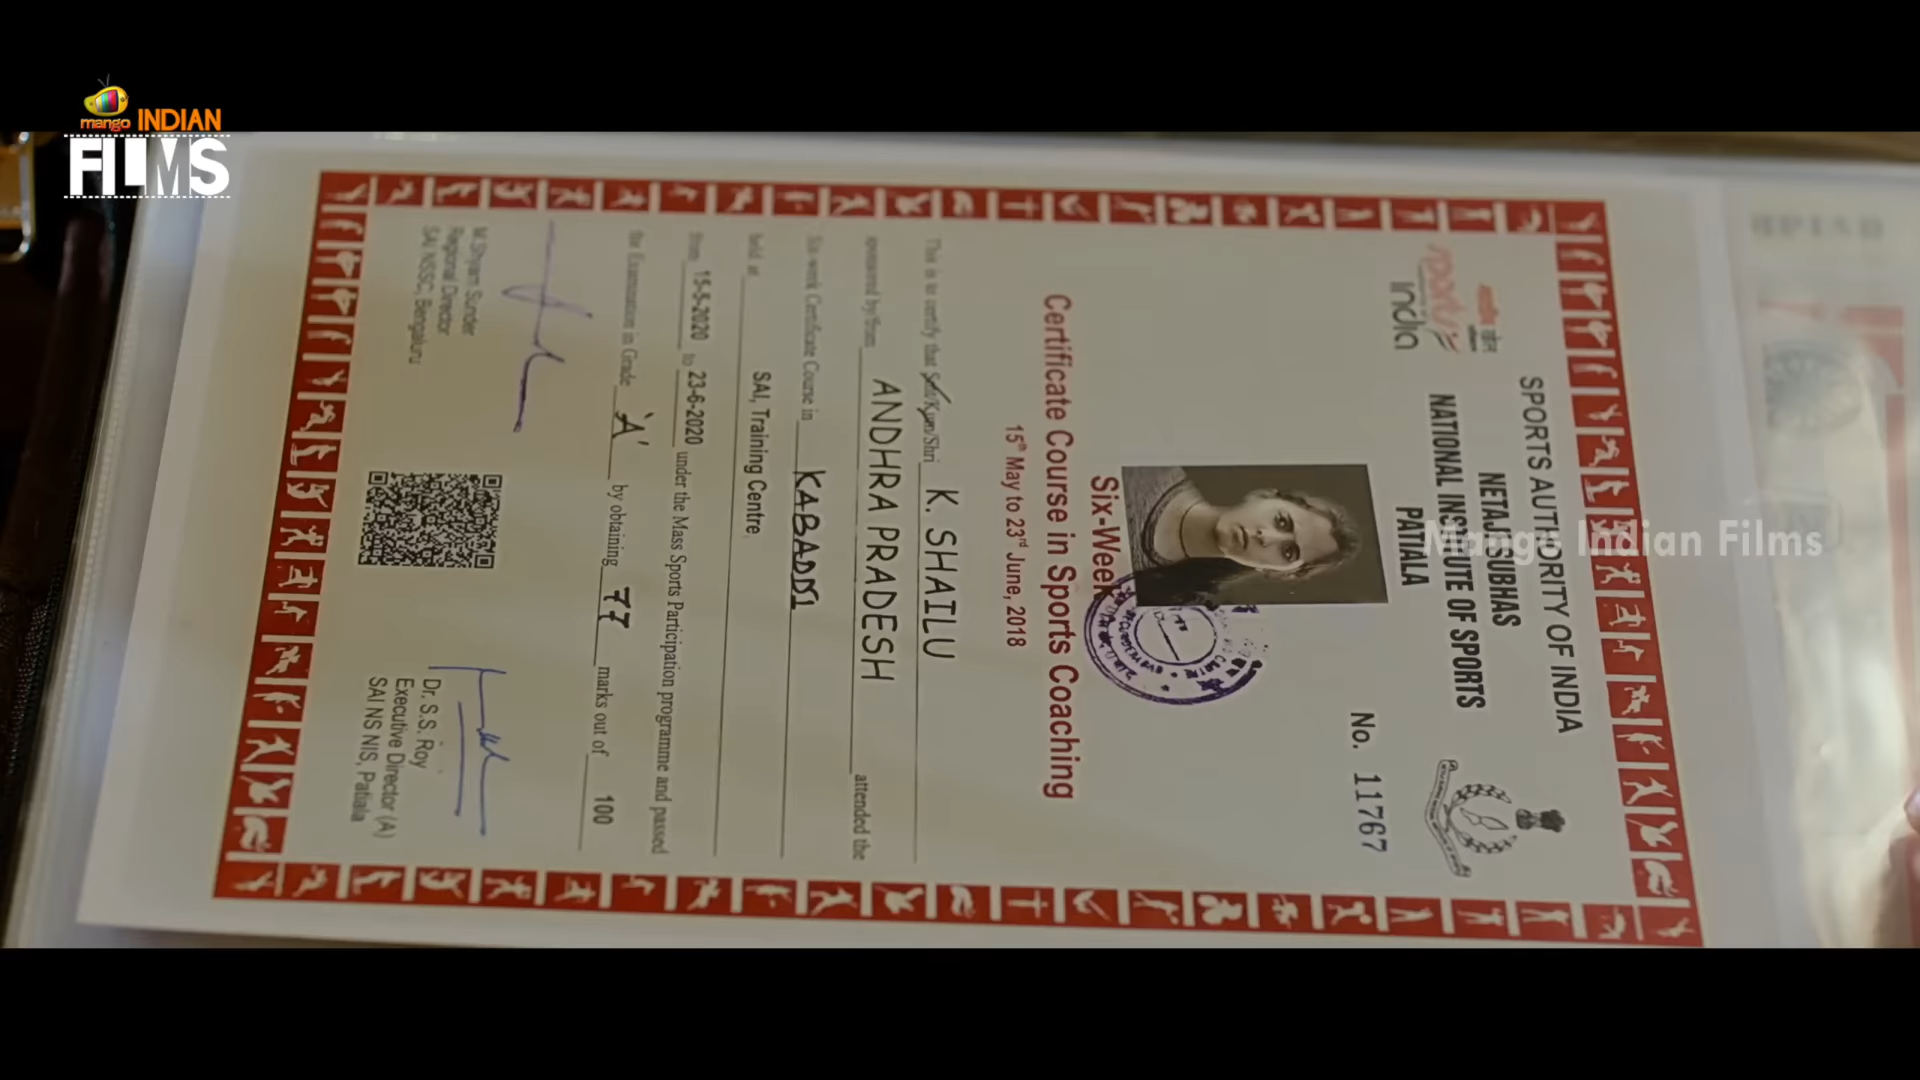 mango INDIAN
FILMS
Mango Indian Films
SPORTS AUTHORITY OF INDIA
NETAJI SUBHAS
NATIONAL INSTITUTE OF SPORTS
PATIALA
india
No. 11767
Six-Week
Certificate Course in Sports Coaching
15th May to 23rd June, 2018
This is to certify that Smt/Kum/Shri K. SHAILU
sponsored by/from ANDHRA PRADESH attended the
Six-week Certificate Course in KABADDI
held at SAI, Training Centre
from 15-5-2020 to 23-6-2020 under the Mass Sports Participation programme and passed
the Examination in Grade 'A' by obtaining 77 marks out of 100
M Shyam Sunder
Regional Director
SAI NSSC, Bengaluru
Dr. S.S. Roy
Executive Director (A)
SAI NS NIS, Patiala